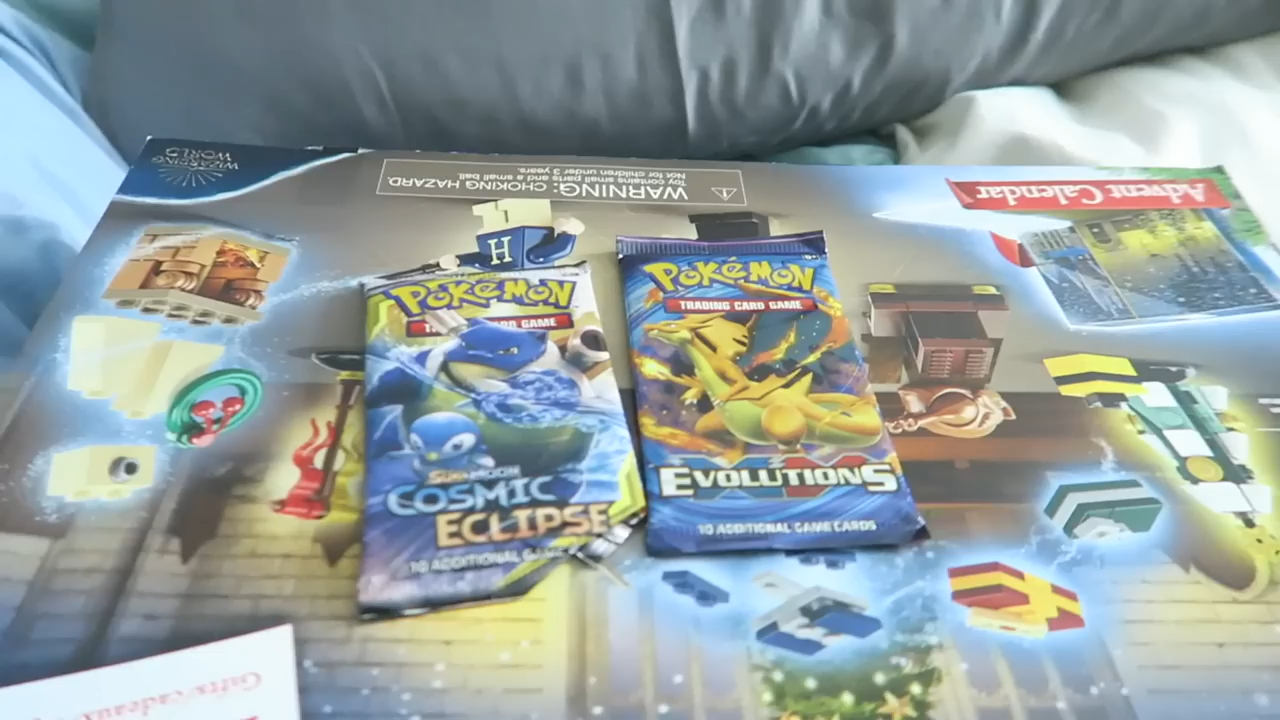 WIZARDING
WORLD
WARNING: CHOKING HAZARD.
Toy contains small parts and a small ball.
Not for children under 3 years.
Advent Calendar
H
POKÉMON
CARD GAME
SUN MOON
COSMIC
ECLIPSE
10 ADDITIONAL GAME
POKÉMON
TRADING CARD GAME
EVOLUTIONS
10 ADDITIONAL GAME CARDS
Gifts/cadeaux